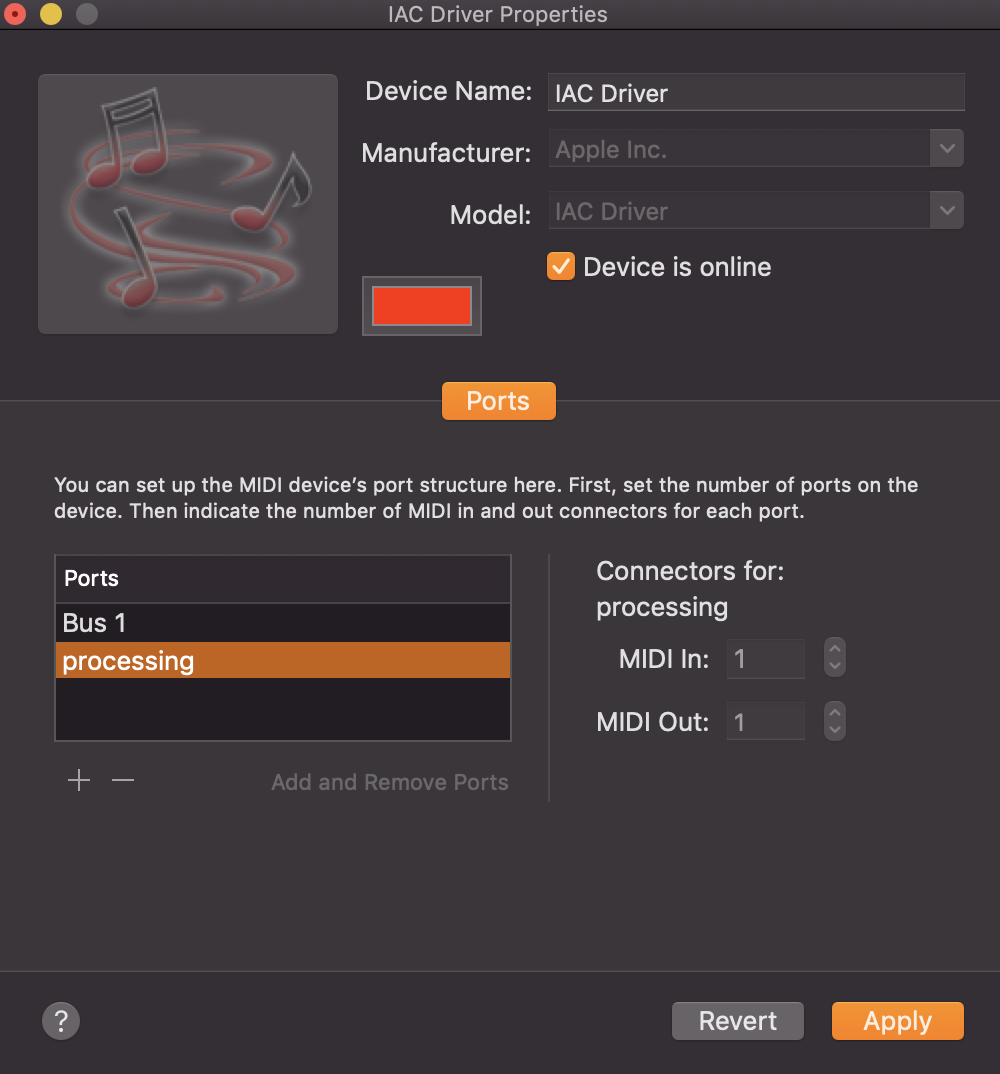 IAC Driver Properties
Device Name: IAC Driver
Manufacturer: Apple Inc.
Model: IAC Driver
Device is online
Ports
You can set up the MIDI device’s port structure here. First, set the number of ports on the
device. Then indicate the number of MIDI in and out connectors for each port.
Ports
Bus 1
processing
Add and Remove Ports
Connectors for:
processing
MIDI In: 1
MIDI Out: 1
?
Revert
Apply